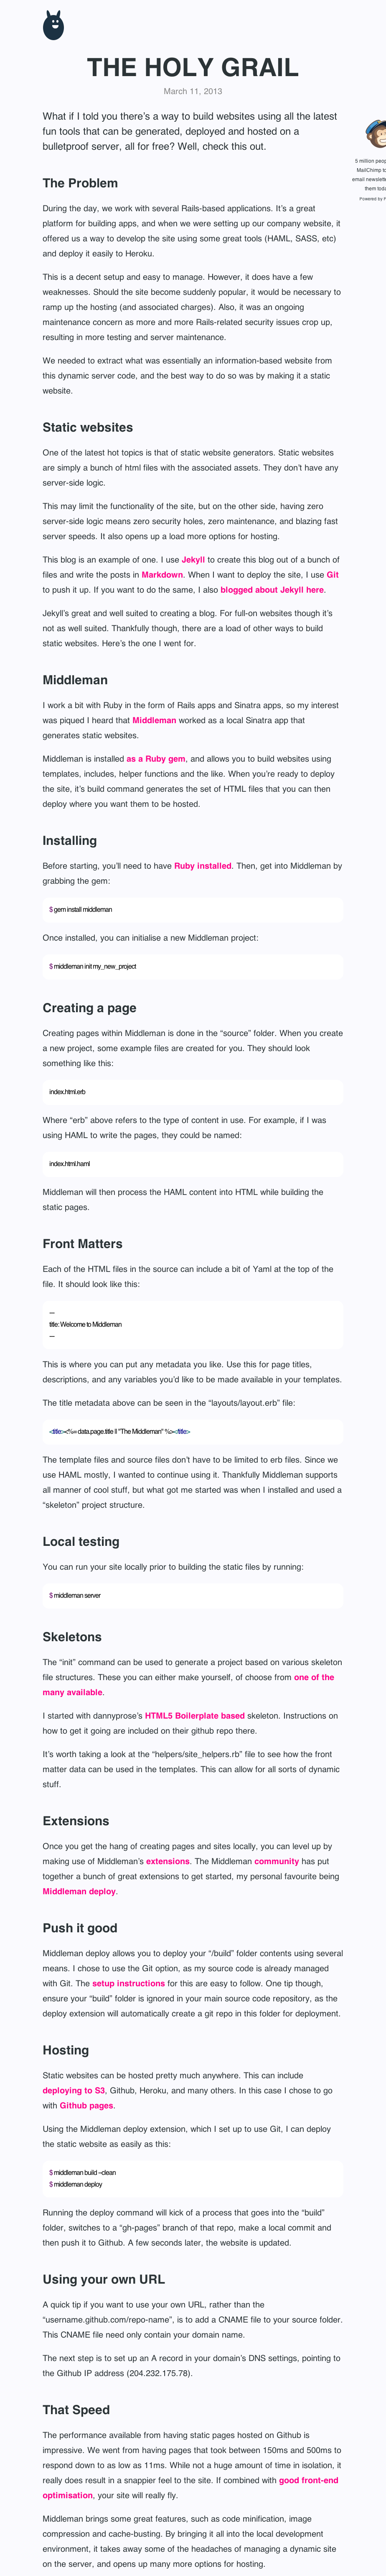 THE HOLY GRAIL
March 11, 2013
What if I told you there's a way to build websites using all the latest
fun tools that can be generated, deployed and hosted on a
bulletproof server, all for free? Well, check this out.
5 million peop
MailChimp to
email newslette
them toda
Powered by F
The Problem
During the day, we work with several Rails-based applications. It's a great
platform for building apps, and when we were setting up our company website, it
offered us a way to develop the site using some great tools (HAML, SASS, etc)
and deploy it easily to Heroku.
This is a decent setup and easy to manage. However, it does have a few
weaknesses. Should the site become suddenly popular, it would be necessary to
ramp up the hosting (and associated charges). Also, it was an ongoing
maintenance concern as more and more Rails-related security issues crop up,
resulting in more testing and server maintenance.
We needed to extract what was essentially an information-based website from
this dynamic server code, and the best way to do so was by making it a static
website.
Static websites
One of the latest hot topics is that of static website generators. Static websites
are simply a bunch of html files with the associated assets. They don't have any
server-side logic.
This may limit the functionality of the site, but on the other side, having zero
server-side logic means zero security holes, zero maintenance, and blazing fast
server speeds. It also opens up a load more options for hosting.
This blog is an example of one. I use Jekyll to create this blog out of a bunch of
files and write the posts in Markdown. When I want to deploy the site, I use Git
to push it up. If you want to do the same, I also blogged about Jekyll here.
Jekyll's great and well suited to creating a blog. For full-on websites though it's
not as well suited. Thankfully though, there are a load of other ways to build
static websites. Here's the one I went for.
Middleman
I work a bit with Ruby in the form of Rails apps and Sinatra apps, so my interest
was piqued I heard that Middleman worked as a local Sinatra app that
generates static websites.
Middleman is installed as a Ruby gem, and allows you to build websites using
templates, includes, helper functions and the like. When you're ready to deploy
the site, it's build command generates the set of HTML files that you can then
deploy where you want them to be hosted.
Installing
Before starting, you'll need to have Ruby installed. Then, get into Middleman by
grabbing the gem:
$ gem install middleman
Once installed, you can initialise a new Middleman project:
$ middleman init my_new_project
Creating a page
Creating pages within Middleman is done in the “source” folder. When you create
a new project, some example files are created for you. They should look
something like this:
index.html.erb
Where “erb” above refers to the type of content in use. For example, if I was
using HAML to write the pages, they could be named:
index.html.haml
Middleman will then process the HAML content into HTML while building the
static pages.
Front Matters
Each of the HTML files in the source can include a bit of Yaml at the top of the
file. It should look like this:
---
title: Welcome to Middleman
---
This is where you can put any metadata you like. Use this for page titles,
descriptions, and any variables you'd like to be made available in your templates.
The title metadata above can be seen in the “layouts/layout.erb” file:
<title><%= data.page.title || "The Middleman" %></title>
The template files and source files don't have to be limited to erb files. Since we
use HAML mostly, I wanted to continue using it. Thankfully Middleman supports
all manner of cool stuff, but what got me started was when I installed and used a
“skeleton” project structure.
Local testing
You can run your site locally prior to building the static files by running:
$ middleman server
Skeletons
The “init” command can be used to generate a project based on various skeleton
file structures. These you can either make yourself, of choose from one of the
many available.
I started with dannyprose's HTML5 Boilerplate based skeleton. Instructions on
how to get it going are included on their github repo there.
It's worth taking a look at the “helpers/site_helpers.rb” file to see how the front
matter data can be used in the templates. This can allow for all sorts of dynamic
stuff.
Extensions
Once you get the hang of creating pages and sites locally, you can level up by
making use of Middleman's extensions. The Middleman community has put
together a bunch of great extensions to get started, my personal favourite being
Middleman deploy.
Push it good
Middleman deploy allows you to deploy your “/build” folder contents using several
means. I chose to use the Git option, as my source code is already managed
with Git. The setup instructions for this are easy to follow. One tip though,
ensure your “build” folder is ignored in your main source code repository, as the
deploy extension will automatically create a git repo in this folder for deployment.
Hosting
Static websites can be hosted pretty much anywhere. This can include
deploying to S3, Github, Heroku, and many others. In this case I chose to go
with Github pages.
Using the Middleman deploy extension, which I set up to use Git, I can deploy
the static website as easily as this:
$ middleman build --clean
$ middleman deploy
Running the deploy command will kick of a process that goes into the “build”
folder, switches to a “gh-pages” branch of that repo, make a local commit and
then push it to Github. A few seconds later, the website is updated.
Using your own URL
A quick tip if you want to use your own URL, rather than the
“username.github.com/repo-name”, is to add a CNAME file to your source folder.
This CNAME file need only contain your domain name.
The next step is to set up an A record in your domain's DNS settings, pointing to
the Github IP address (204.232.175.78).
That Speed
The performance available from having static pages hosted on Github is
impressive. We went from having pages that took between 150ms and 500ms to
respond down to as low as 11ms. While not a huge amount of time in isolation, it
really does result in a snappier feel to the site. If combined with good front-end
optimisation, your site will really fly.
Middleman brings some great features, such as code minification, image
compression and cache-busting. By bringing it all into the local development
environment, it takes away some of the headaches of managing a dynamic site
on the server, and opens up many more options for hosting.